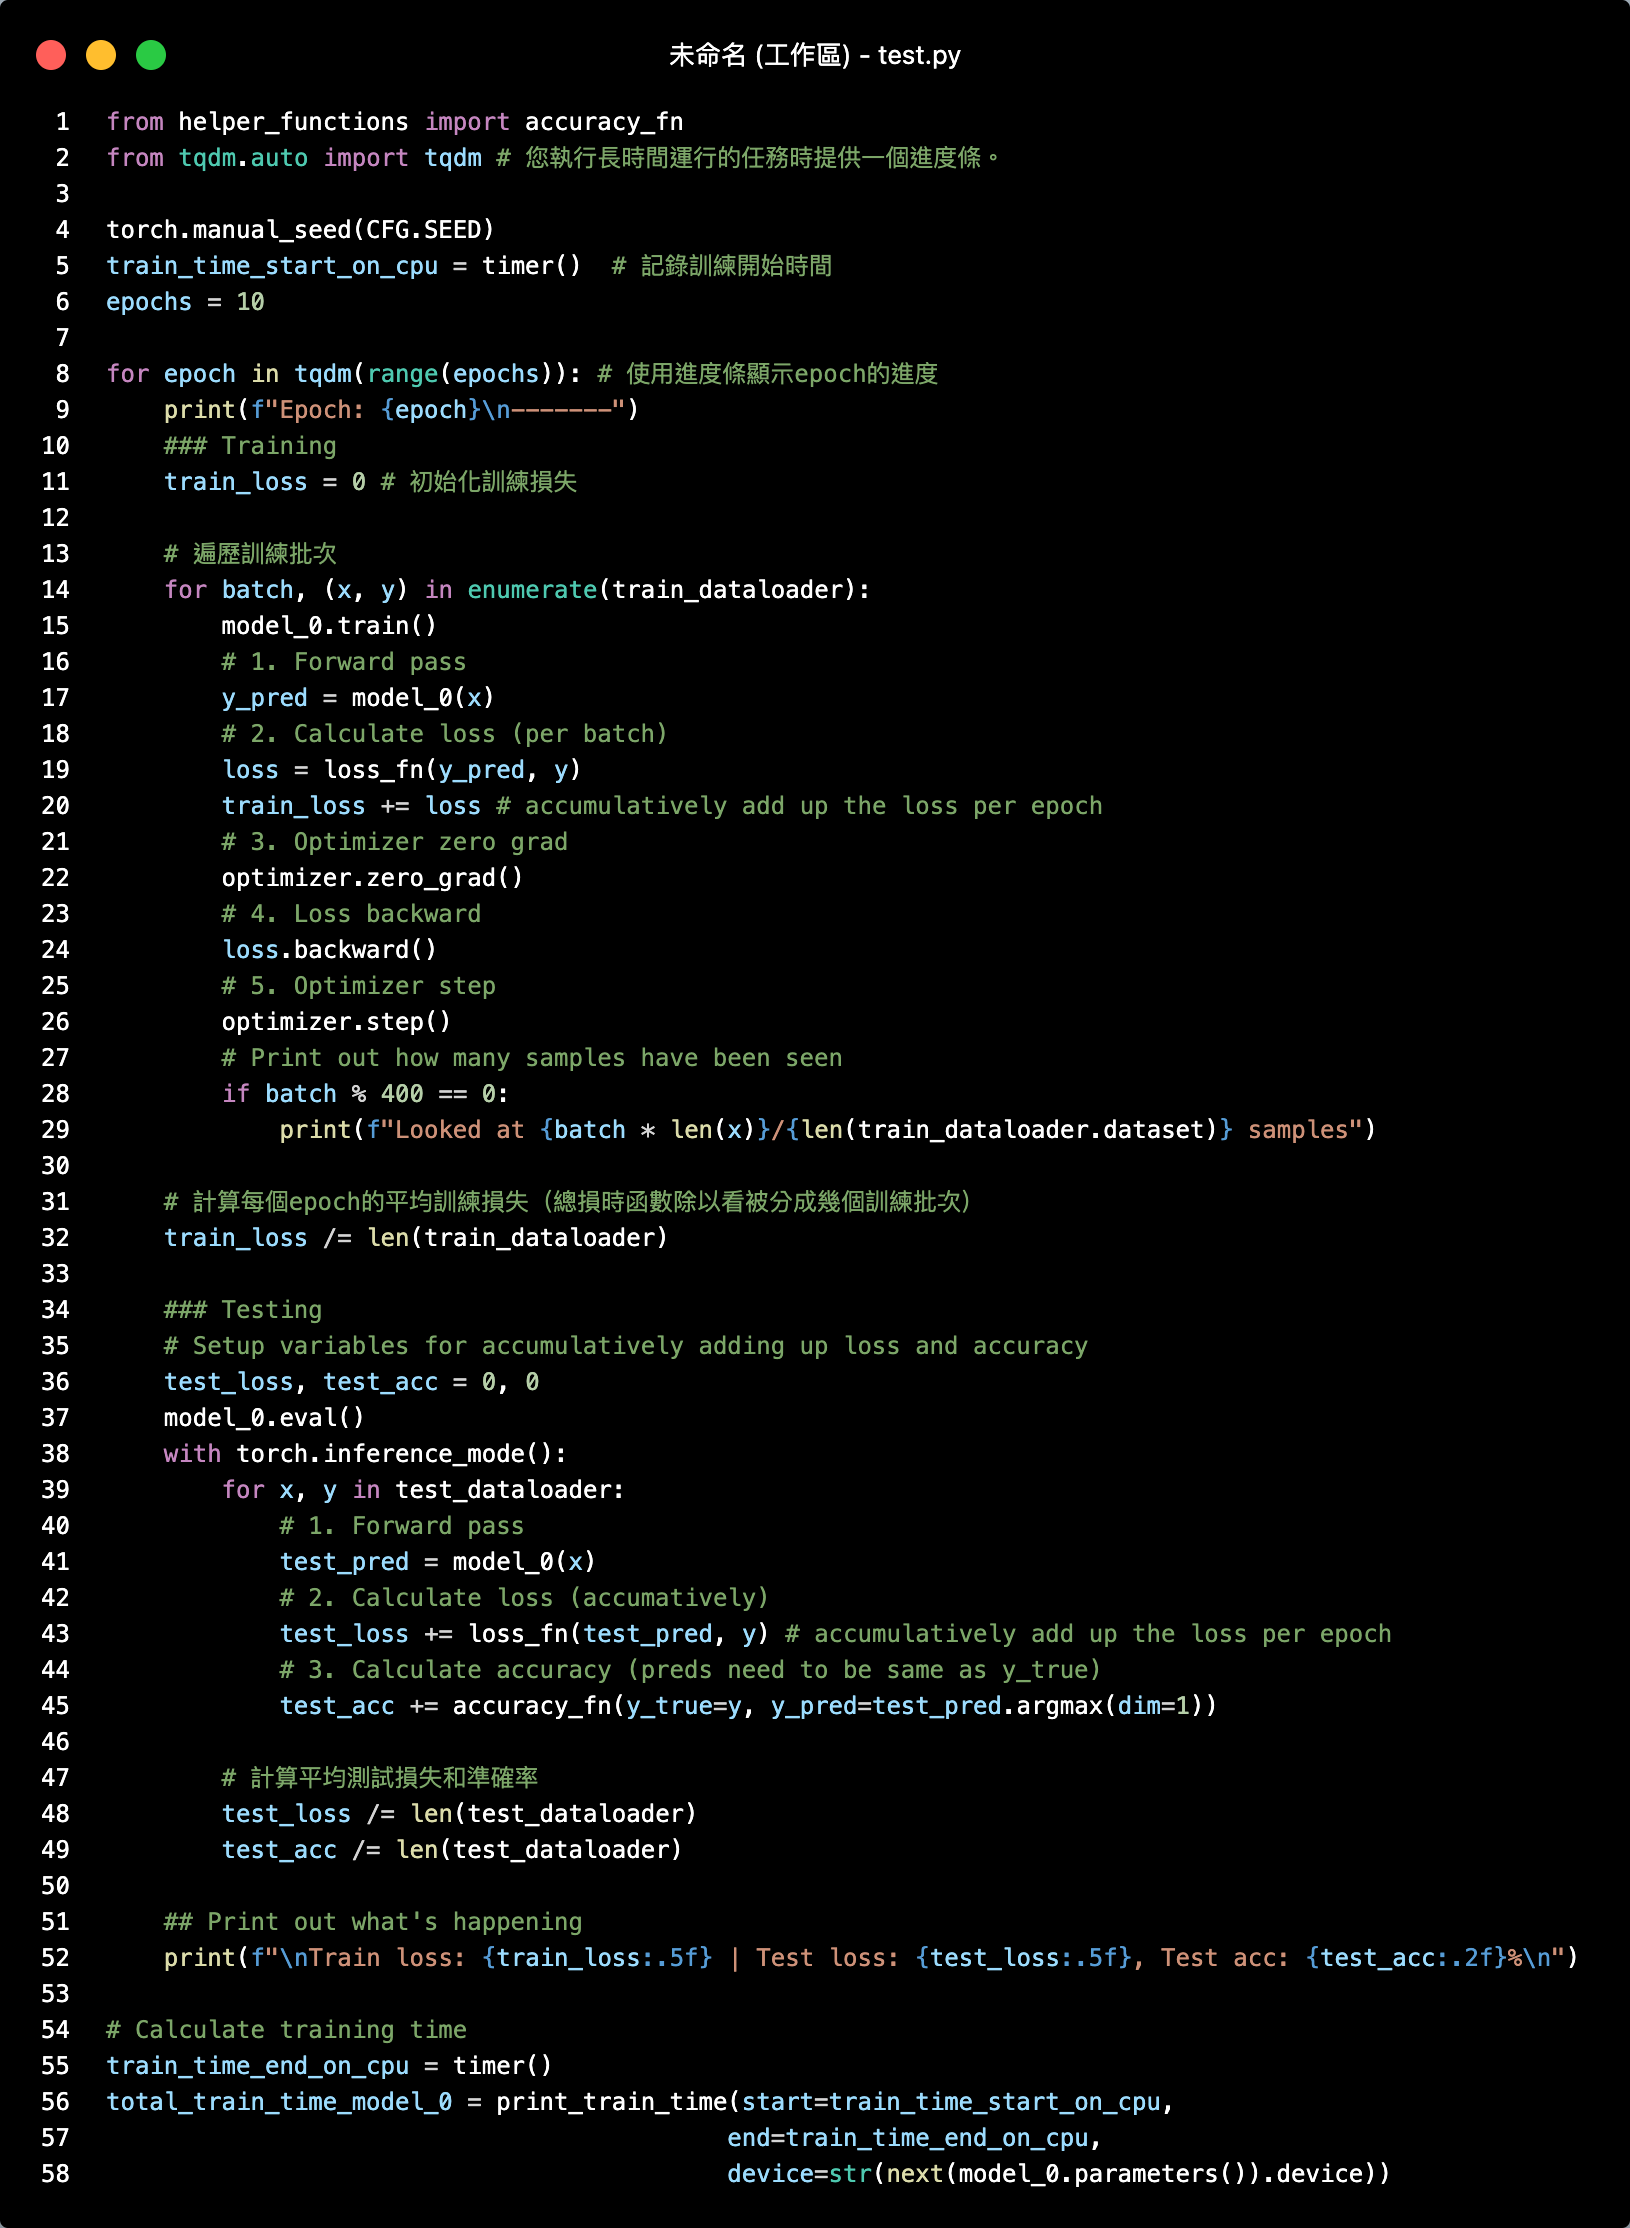 未命名 (工作區) - test.py
1 from helper_functions import accuracy_fn
2 from tqdm.auto import tqdm # 您執行長時間運行的任務時提供一個進度條。
3
4 torch.manual_seed(CFG.SEED)
5 train_time_start_on_cpu = timer()  # 記錄訓練開始時間
6 epochs = 10
7
8 for epoch in tqdm(range(epochs)): # 使用進度條顯示epoch的進度
9     print(f"Epoch: {epoch}\n-------")
10     ### Training
11     train_loss = 0 # 初始化訓練損失
12
13     # 遍歷訓練批次
14     for batch, (x, y) in enumerate(train_dataloader):
15         model_0.train()
16         # 1. Forward pass
17         y_pred = model_0(x)
18         # 2. Calculate loss (per batch)
19         loss = loss_fn(y_pred, y)
20         train_loss += loss # accumulatively add up the loss per epoch
21         # 3. Optimizer zero grad
22         optimizer.zero_grad()
23         # 4. Loss backward
24         loss.backward()
25         # 5. Optimizer step
26         optimizer.step()
27         # Print out how many samples have been seen
28         if batch % 400 == 0:
29             print(f"Looked at {batch * len(x)}/{len(train_dataloader.dataset)} samples")
30
31     # 計算每個epoch的平均訓練損失（總損時函數除以看被分成幾個訓練批次）
32     train_loss /= len(train_dataloader)
33
34     ### Testing
35     # Setup variables for accumulatively adding up loss and accuracy
36     test_loss, test_acc = 0, 0
37     model_0.eval()
38     with torch.inference_mode():
39         for x, y in test_dataloader:
40             # 1. Forward pass
41             test_pred = model_0(x)
42             # 2. Calculate loss (accumatively)
43             test_loss += loss_fn(test_pred, y) # accumulatively add up the loss per epoch
44             # 3. Calculate accuracy (preds need to be same as y_true)
45             test_acc += accuracy_fn(y_true=y, y_pred=test_pred.argmax(dim=1))
46
47         # 計算平均測試損失和準確率
48         test_loss /= len(test_dataloader)
49         test_acc /= len(test_dataloader)
50
51     ## Print out what's happening
52     print(f"\nTrain loss: {train_loss:.5f} | Test loss: {test_loss:.5f}, Test acc: {test_acc:.2f}%\n")
53
54 # Calculate training time
55 train_time_end_on_cpu = timer()
56 total_train_time_model_0 = print_train_time(start=train_time_start_on_cpu,
57                                            end=train_time_end_on_cpu,
58                                            device=str(next(model_0.parameters()).device))